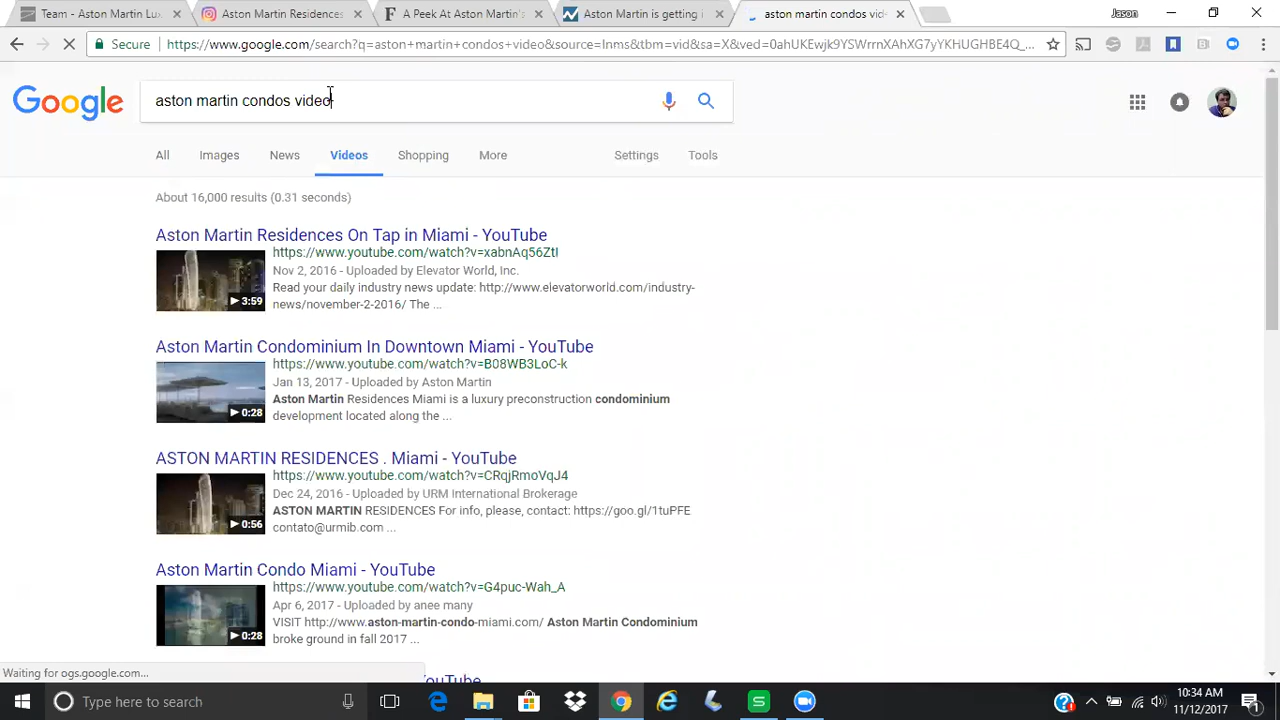 Team - Aston Martin Lu
Aston Martin Residences
A Peek At Aston Martin's
Aston Martin is getting
aston martin condos vid
Jason
Secure
https://www.google.com/search?q=aston+martin+condos+video&source=lnms&tbm=vid&sa=X&ved=0ahUKEwjk9YSWrrnXAhXG7yYKHUGHBE4Q_...
Google
aston martin condos video
All
Images
News
Videos
Shopping
More
Settings
Tools
About 16,000 results (0.31 seconds)
Aston Martin Residences On Tap in Miami - YouTube
https://www.youtube.com/watch?v=xabnAq56ZtI
Nov 2, 2016 - Uploaded by Elevator World, Inc.
Read your daily industry news update: http://www.elevatorworld.com/industry-
news/november-2-2016/ The ...
3:59
Aston Martin Condominium In Downtown Miami - YouTube
https://www.youtube.com/watch?v=B08WB3LoC-k
Jan 13, 2017 - Uploaded by Aston Martin
Aston Martin Residences Miami is a luxury preconstruction condominium
development located along the ...
0:28
ASTON MARTIN RESIDENCES . Miami - YouTube
https://www.youtube.com/watch?v=CRqjRmoVqJ4
Dec 24, 2016 - Uploaded by URM International Brokerage
ASTON MARTIN RESIDENCES For info, please, contact: https://goo.gl/1tuPFE
contato@urmib.com ...
0:56
Aston Martin Condo Miami - YouTube
https://www.youtube.com/watch?v=G4puc-Wah_A
Apr 6, 2017 - Uploaded by anee many
VISIT http://www.aston-martin-condo-miami.com/ Aston Martin Condominium
broke ground in fall 2017 ...
0:28
Waiting for ogs.google.com...
ouTube
Type here to search
10:34 AM
11/12/2017